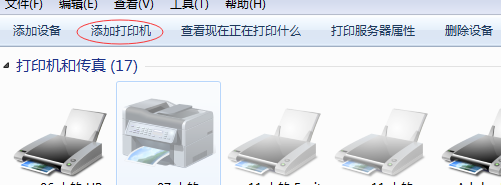 文件(F) 编辑(E) 查看(V) 工具(T) 帮助(H)
添加设备 添加打印机 查看现在正在打印什么 打印服务器属性 删除设备
打印机和传真 (17)